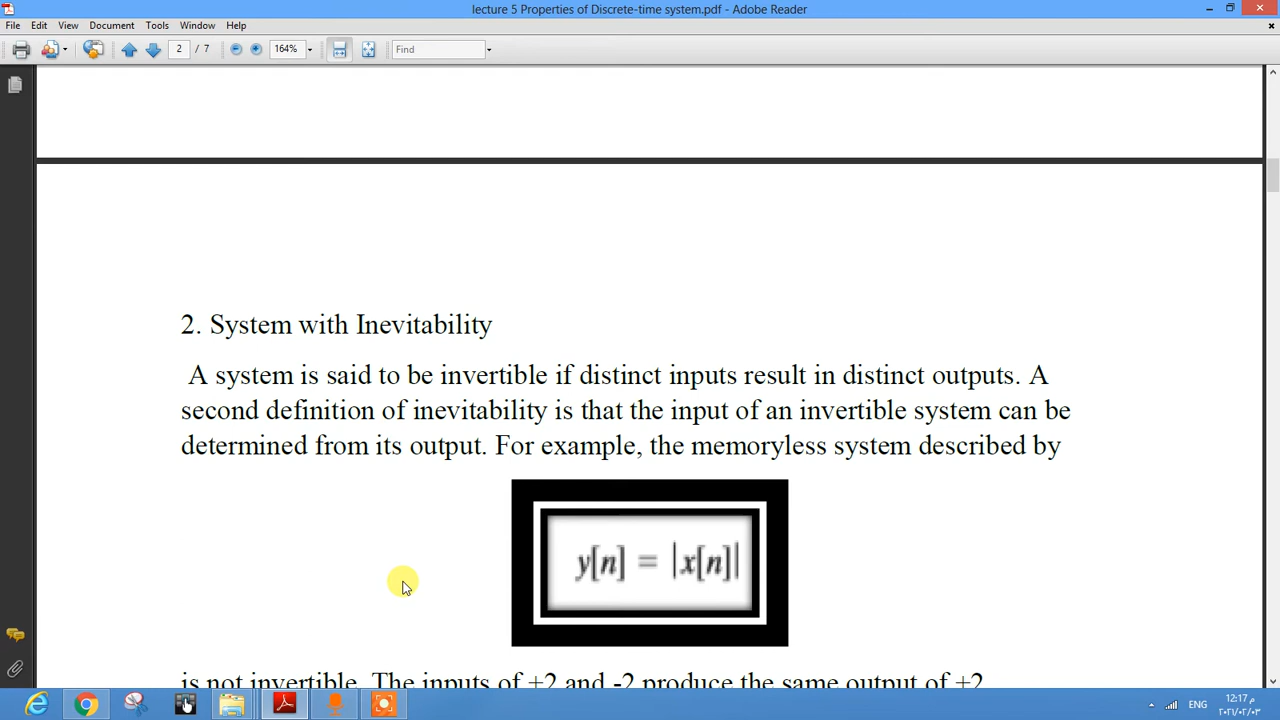 lecture 5 Properties of Discrete-time system.pdf - Adobe Reader
File Edit View Document Tools Window Help
2 / 7 164% Find
2. System with Inevitability
A system is said to be invertible if distinct inputs result in distinct outputs. A
second definition of inevitability is that the input of an invertible system can be
determined from its output. For example, the memoryless system described by
y[n] = |x[n]|
is not invertible. The inputs of +2 and -2 produce the same output of +2
ENG
12:17 م
٢٠٢١/٠٢/٠٣